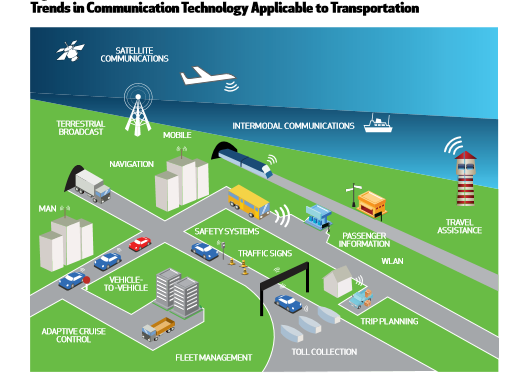 Trends in Communication Technology Applicable to Transportation
SATELLITE
COMMUNICATIONS
TERRESTRIAL
BROADCAST
MOBILE
INTERMODAL COMMUNICATIONS
NAVIGATION
MAN
SAFETY SYSTEMS
TRAFFIC SIGNS
PASSENGER
INFORMATION
TRAVEL
ASSISTANCE
WLAN
VEHICLE-
TO-VEHICLE
TRIP PLANNING
ADAPTIVE CRUISE
CONTROL
FLEET MANAGEMENT
TOLL COLLECTION